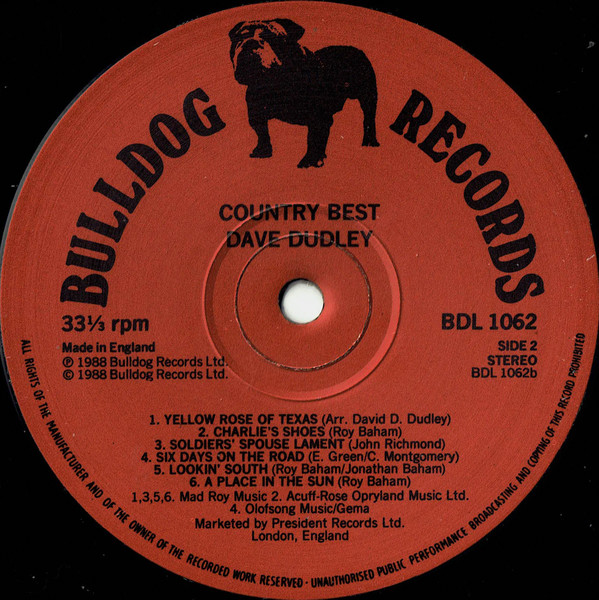 BULLDOG RECORDS
COUNTRY BEST
DAVE DUDLEY
33⅓ rpm
BDL 1062
Made in England
℗ 1988 Bulldog Records Ltd.
© 1988 Bulldog Records Ltd.
SIDE 2
STEREO
BDL 1062b
1. YELLOW ROSE OF TEXAS (Arr. David D. Dudley)
2. CHARLIE'S SHOES (Roy Baham)
3. SOLDIERS' SPOUSE LAMENT (John Richmond)
4. SIX DAYS ON THE ROAD (E. Green/C. Montgomery)
5. LOOKIN' SOUTH (Roy Baham/Jonathan Baham)
6. A PLACE IN THE SUN (Roy Baham)
1,3,5,6. Mad Roy Music 2. Acuff-Rose Opryland Music Ltd.
4. Olofsong Music/Gema
Marketed by President Records Ltd.
London, England
ALL RIGHTS OF THE MANUFACTURER AND OF THE OWNER OF THE RECORDED WORK RESERVED · UNAUTHORISED PUBLIC PERFORMANCE BROADCASTING AND COPYING OF THIS RECORD PROHIBITED